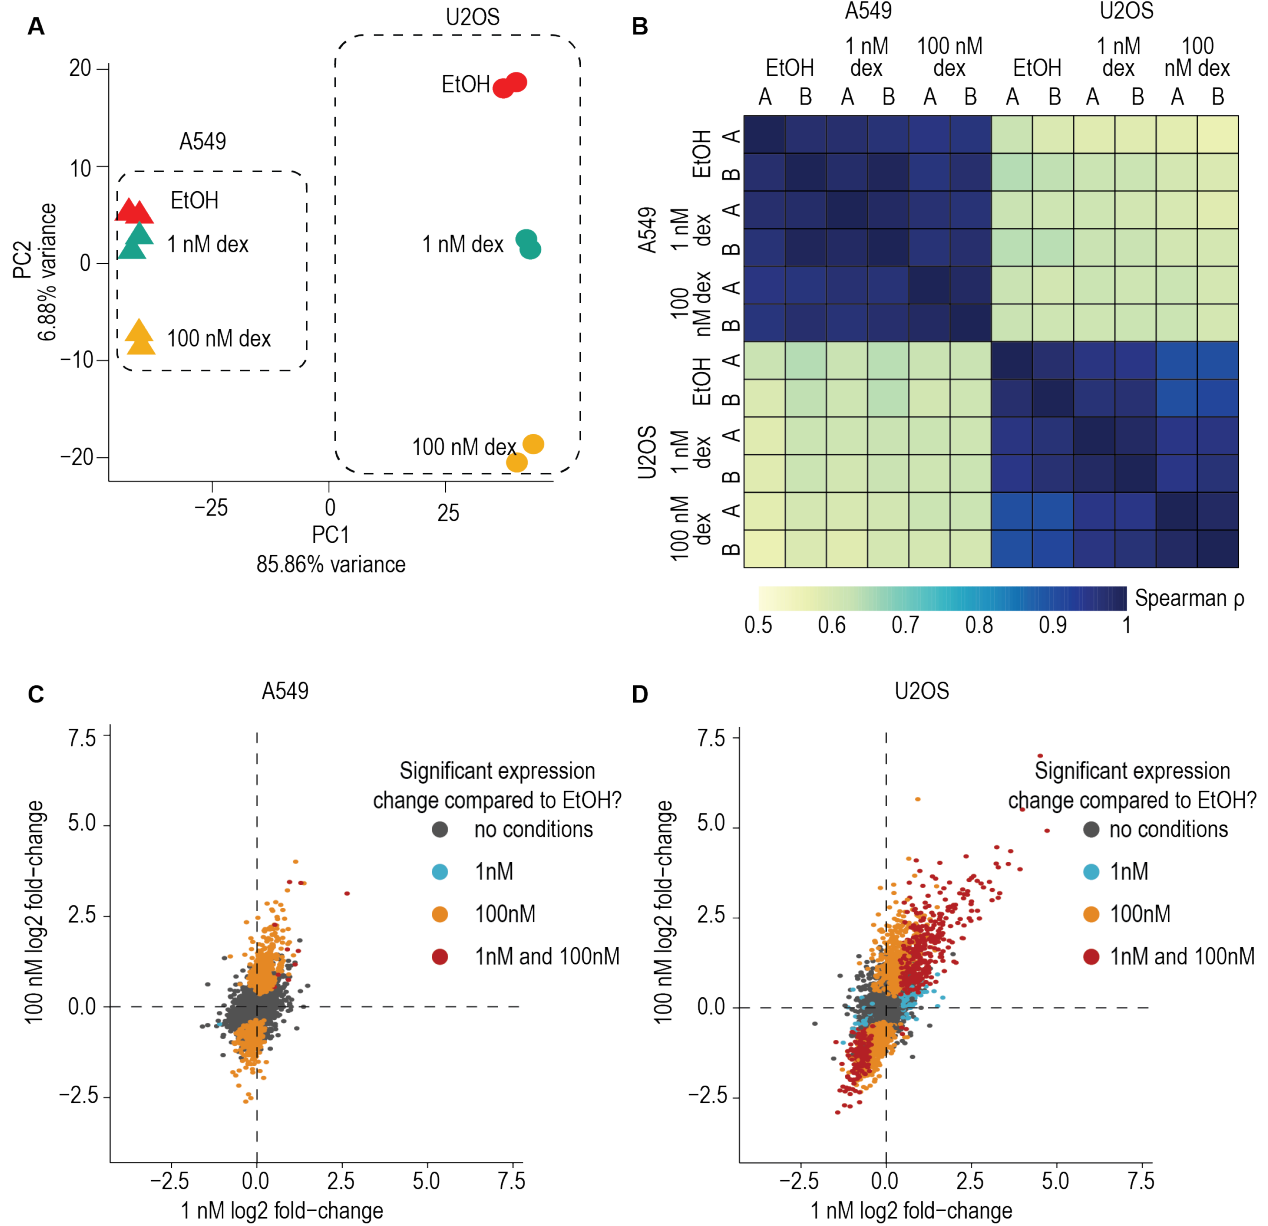 A
U2OS
20
EtOH
A549
10
EtOH
1 nM dex
1 nM dex
0
PC2
6.88% variance
100 nM dex
−10
100 nM dex
−20
−25
0
25
PC1
85.86% variance
B
A549
U2OS
EtOH
1 nM
dex
100 nM
dex
EtOH
1 nM
dex
100
nM dex
A B A B A B A B A B A B
A549
EtOH
A
B
1 nM
dex
A
B
100
nM dex
A
B
U2OS
EtOH
A
B
1 nM
dex
A
B
100 nM
dex
A
B
Spearman ρ
0.5 0.6 0.7 0.8 0.9 1
C
A549
7.5
5.0
2.5
0.0
−2.5
100 nM log2 fold−change
Significant expression
change compared to EtOH?
no conditions
1nM
100nM
1nM and 100nM
−2.5 0.0 2.5 5.0 7.5
1 nM log2 fold−change
D
U2OS
7.5
5.0
2.5
0.0
−2.5
100 nM log2 fold−change
Significant expression
change compared to EtOH?
no conditions
1nM
100nM
1nM and 100nM
−2.5 0.0 2.5 5.0 7.5
1 nM log2 fold−change